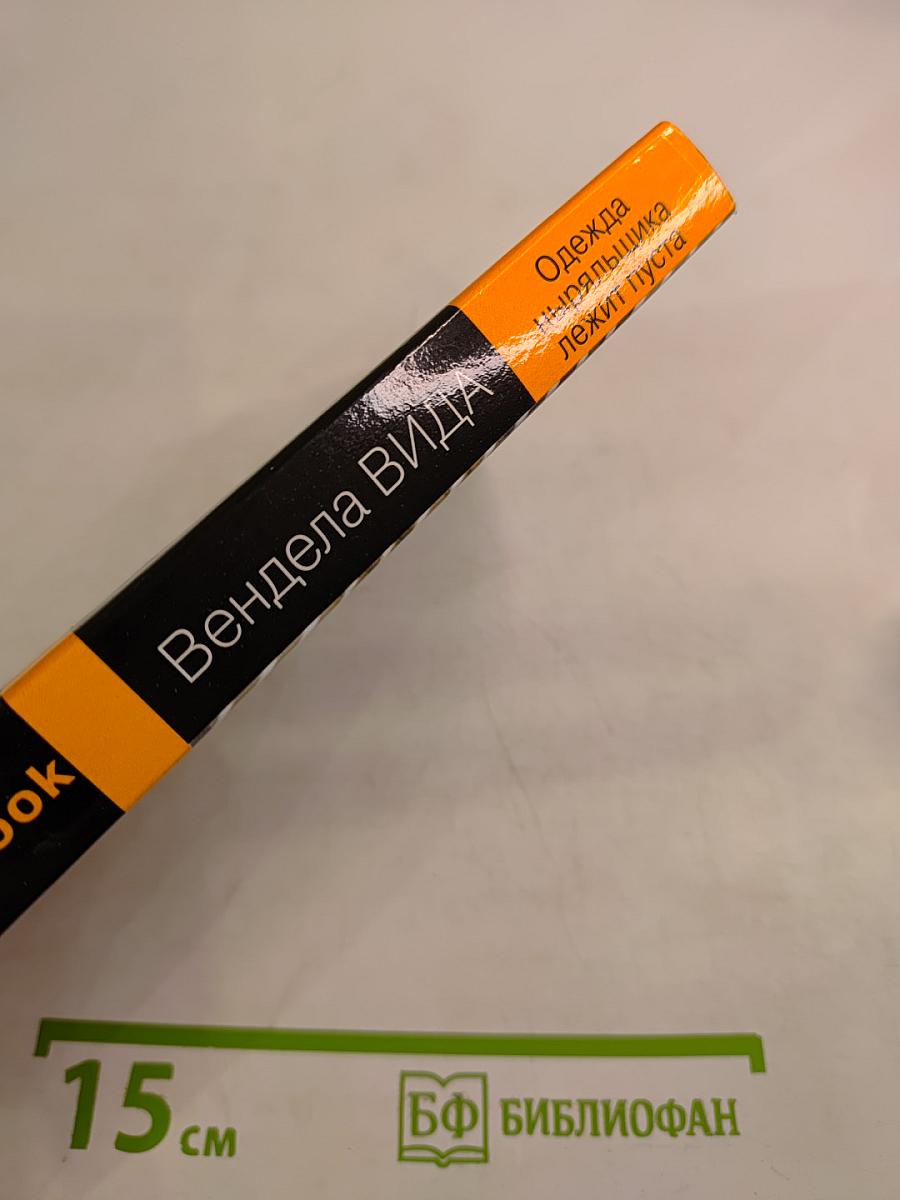 Одежда
ныряльщика
лежит пуста
Вендела ВИДА
ook
15 см
БФ БИБЛИОФАН